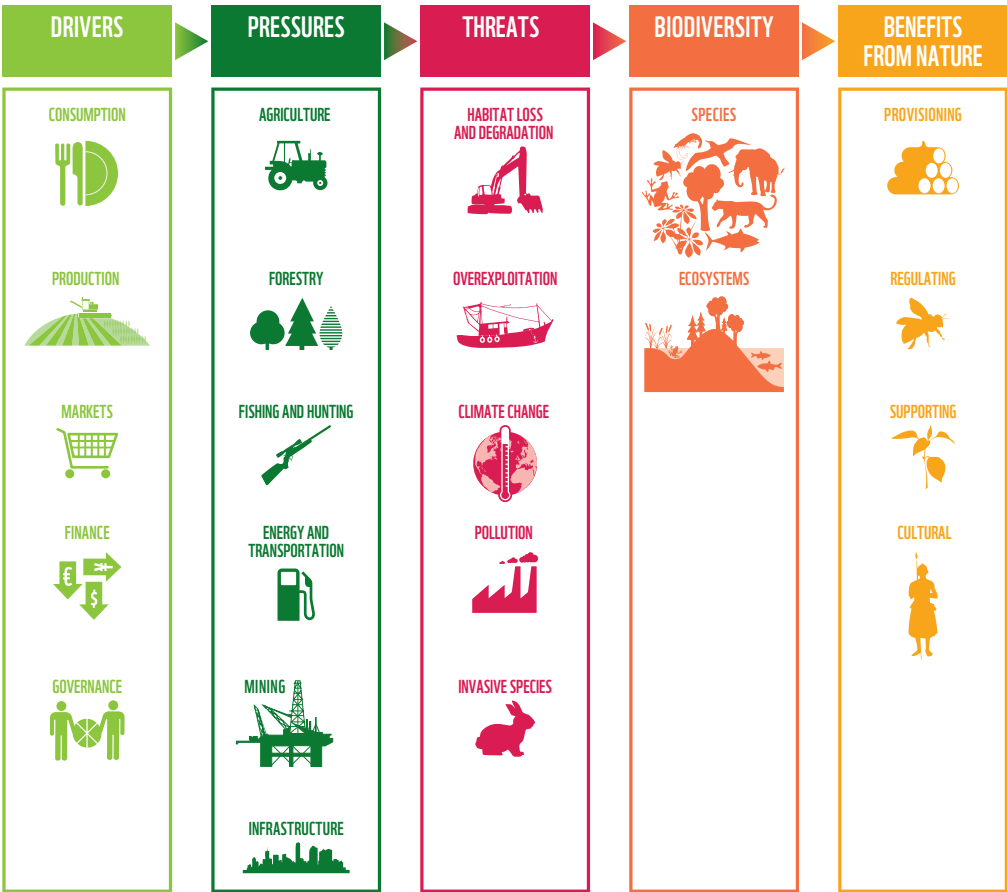 DRIVERS
CONSUMPTION
PRODUCTION
MARKETS
FINANCE
€
¥
$
GOVERNANCE
PRESSURES
AGRICULTURE
FORESTRY
FISHING AND HUNTING
ENERGY AND
TRANSPORTATION
MINING
INFRASTRUCTURE
THREATS
HABITAT LOSS
AND DEGRADATION
OVEREXPLOITATION
CLIMATE CHANGE
POLLUTION
INVASIVE SPECIES
BIODIVERSITY
SPECIES
ECOSYSTEMS
BENEFITS
FROM NATURE
PROVISIONING
REGULATING
SUPPORTING
CULTURAL